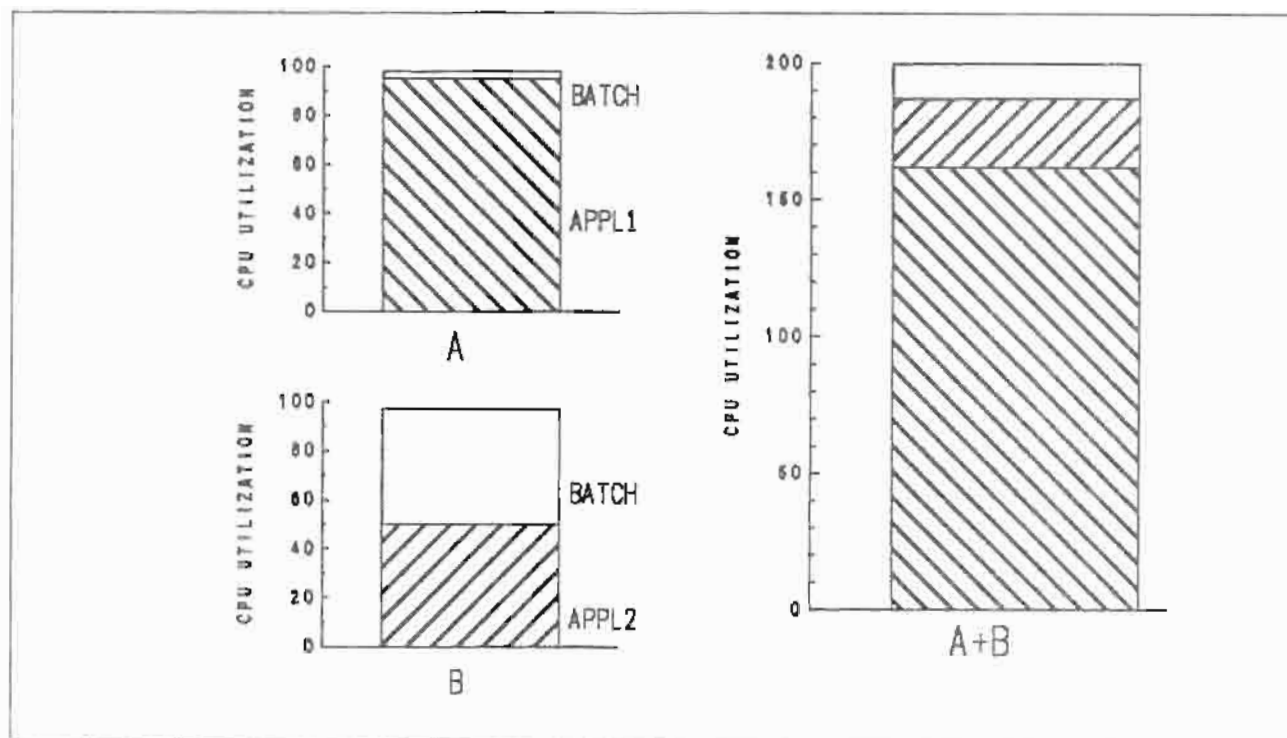 CPU UTILIZATION
100
80
60
40
20
0
BATCH
APPL1
A
CPU UTILIZATION
100
80
60
40
20
0
BATCH
APPL2
B
CPU UTILIZATION
200
150
100
50
0
A+B